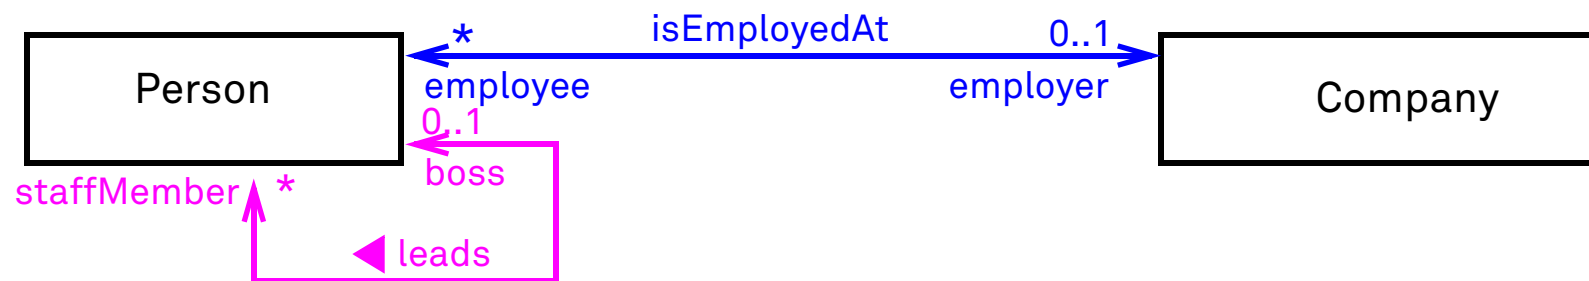 isEmployedAt
* 0..1
Person
Company
employee employer
0..1
boss
staffMember *
leads